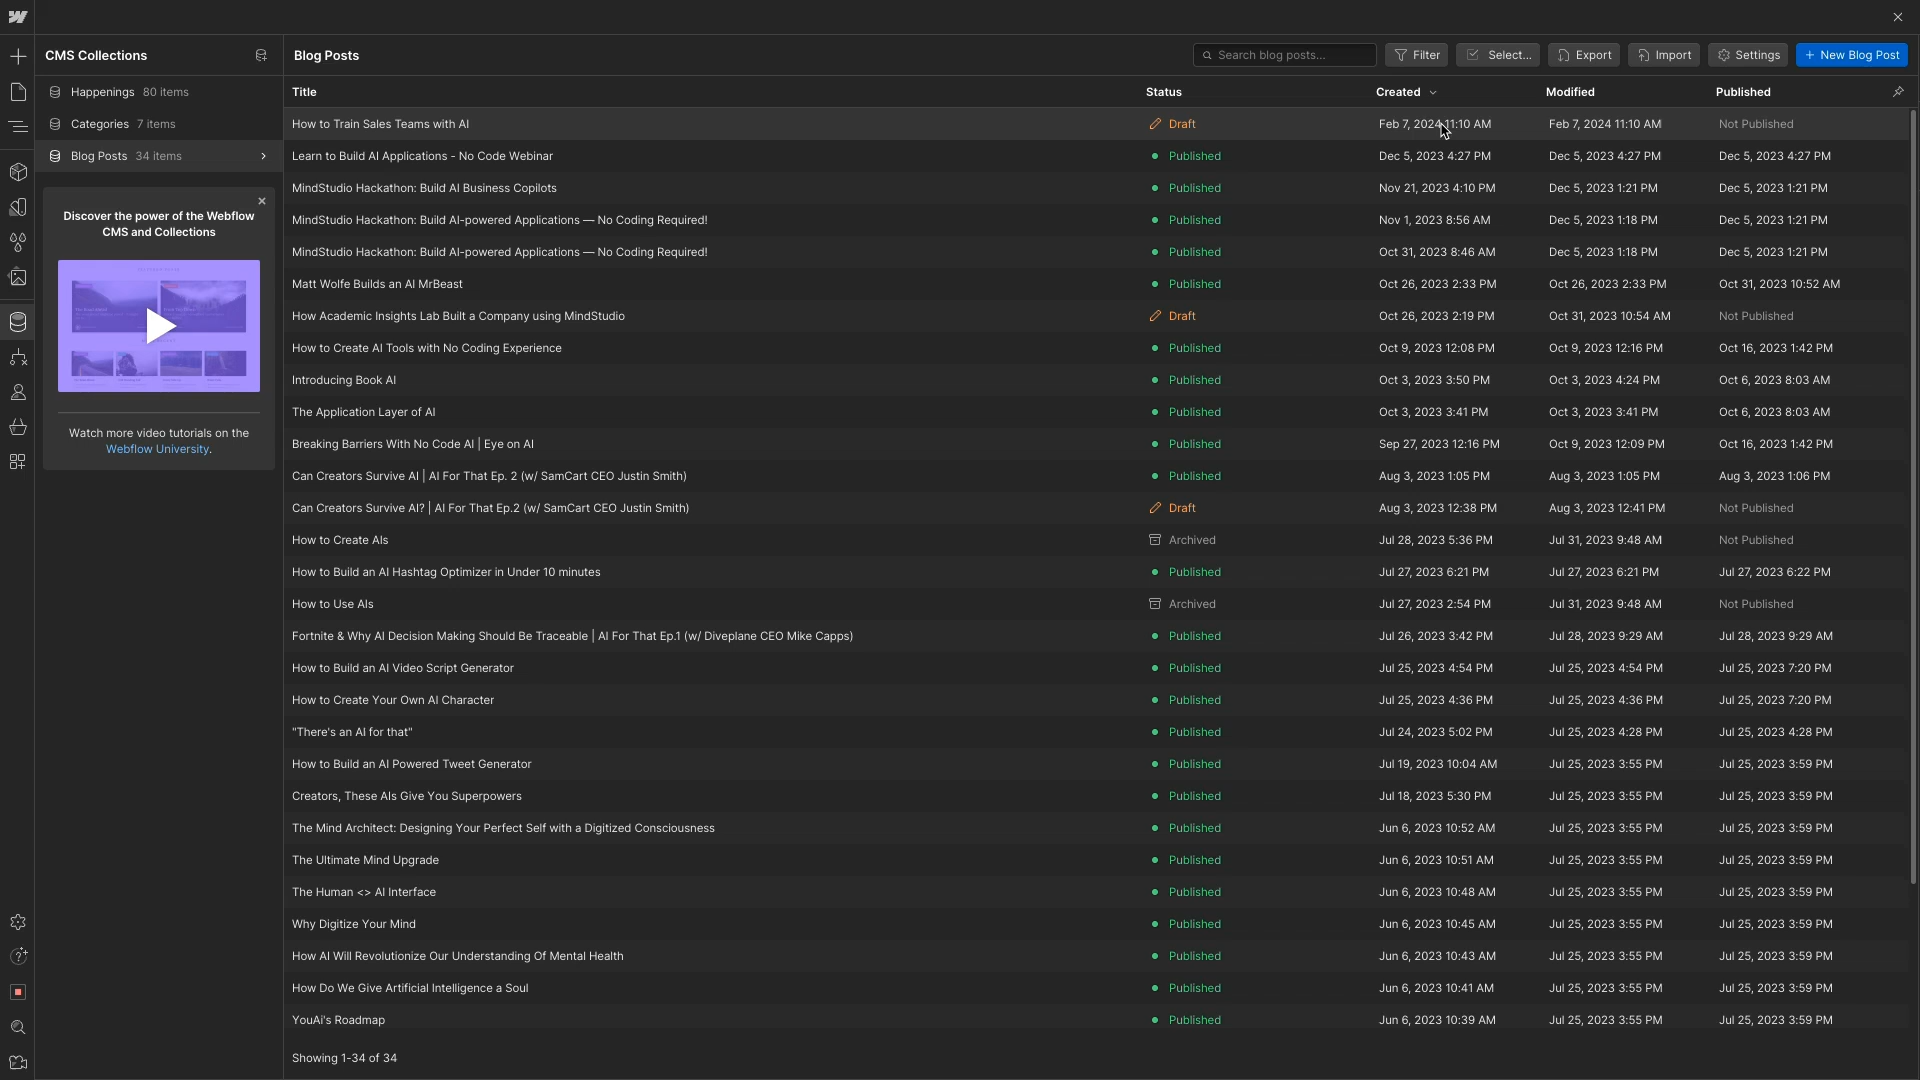 CMS Collections
Happenings 80 items
Categories 7 items
Blog Posts 34 items
Discover the power of the Webflow
CMS and Collections
Watch more video tutorials on the
Webflow University.
Blog Posts
Search blog posts...
Filter
Select...
Export
Import
Settings
+ New Blog Post
Title Status Created Modified Published
How to Train Sales Teams with AI Draft Feb 7, 2024 11:10 AM Feb 7, 2024 11:10 AM Not Published
Learn to Build AI Applications - No Code Webinar Published Dec 5, 2023 4:27 PM Dec 5, 2023 4:27 PM Dec 5, 2023 4:27 PM
MindStudio Hackathon: Build AI Business Copilots Published Nov 21, 2023 4:10 PM Dec 5, 2023 1:21 PM Dec 5, 2023 1:21 PM
MindStudio Hackathon: Build AI-powered Applications — No Coding Required! Published Nov 1, 2023 8:56 AM Dec 5, 2023 1:18 PM Dec 5, 2023 1:21 PM
MindStudio Hackathon: Build AI-powered Applications — No Coding Required! Published Oct 31, 2023 8:46 AM Dec 5, 2023 1:18 PM Dec 5, 2023 1:21 PM
Matt Wolfe Builds an AI MrBeast Published Oct 26, 2023 2:33 PM Oct 26, 2023 2:33 PM Oct 31, 2023 10:52 AM
How Academic Insights Lab Built a Company using MindStudio Draft Oct 26, 2023 2:19 PM Oct 31, 2023 10:54 AM Not Published
How to Create AI Tools with No Coding Experience Published Oct 9, 2023 12:08 PM Oct 9, 2023 12:16 PM Oct 16, 2023 1:42 PM
Introducing Book AI Published Oct 3, 2023 3:50 PM Oct 3, 2023 4:24 PM Oct 6, 2023 8:03 AM
The Application Layer of AI Published Oct 3, 2023 3:41 PM Oct 3, 2023 3:41 PM Oct 6, 2023 8:03 AM
Breaking Barriers With No Code AI | Eye on AI Published Sep 27, 2023 12:16 PM Oct 9, 2023 12:09 PM Oct 16, 2023 1:42 PM
Can Creators Survive AI | AI For That Ep. 2 (w/ SamCart CEO Justin Smith) Published Aug 3, 2023 1:05 PM Aug 3, 2023 1:05 PM Aug 3, 2023 1:06 PM
Can Creators Survive AI? | AI For That Ep.2 (w/ SamCart CEO Justin Smith) Draft Aug 3, 2023 12:38 PM Aug 3, 2023 12:41 PM Not Published
How to Create AIs Archived Jul 28, 2023 5:36 PM Jul 31, 2023 9:48 AM Not Published
How to Build an AI Hashtag Optimizer in Under 10 minutes Published Jul 27, 2023 6:21 PM Jul 27, 2023 6:21 PM Jul 27, 2023 6:22 PM
How to Use AIs Archived Jul 27, 2023 2:54 PM Jul 31, 2023 9:48 AM Not Published
Fortnite & Why AI Decision Making Should Be Traceable | AI For That Ep.1 (w/ Diveplane CEO Mike Capps) Published Jul 26, 2023 3:42 PM Jul 28, 2023 9:29 AM Jul 28, 2023 9:29 AM
How to Build an AI Video Script Generator Published Jul 25, 2023 4:54 PM Jul 25, 2023 4:54 PM Jul 25, 2023 7:20 PM
How to Create Your Own AI Character Published Jul 25, 2023 4:36 PM Jul 25, 2023 4:36 PM Jul 25, 2023 7:20 PM
"There's an AI for that" Published Jul 24, 2023 5:02 PM Jul 25, 2023 4:28 PM Jul 25, 2023 4:28 PM
How to Build an AI Powered Tweet Generator Published Jul 19, 2023 10:04 AM Jul 25, 2023 3:55 PM Jul 25, 2023 3:59 PM
Creators, These AIs Give You Superpowers Published Jul 18, 2023 5:30 PM Jul 25, 2023 3:55 PM Jul 25, 2023 3:59 PM
The Mind Architect: Designing Your Perfect Self with a Digitized Consciousness Published Jun 6, 2023 10:52 AM Jul 25, 2023 3:55 PM Jul 25, 2023 3:59 PM
The Ultimate Mind Upgrade Published Jun 6, 2023 10:51 AM Jul 25, 2023 3:55 PM Jul 25, 2023 3:59 PM
The Human <> AI Interface Published Jun 6, 2023 10:48 AM Jul 25, 2023 3:55 PM Jul 25, 2023 3:59 PM
Why Digitize Your Mind Published Jun 6, 2023 10:45 AM Jul 25, 2023 3:55 PM Jul 25, 2023 3:59 PM
How AI Will Revolutionize Our Understanding Of Mental Health Published Jun 6, 2023 10:43 AM Jul 25, 2023 3:55 PM Jul 25, 2023 3:59 PM
How Do We Give Artificial Intelligence a Soul Published Jun 6, 2023 10:41 AM Jul 25, 2023 3:55 PM Jul 25, 2023 3:59 PM
YouAi's Roadmap Published Jun 6, 2023 10:39 AM Jul 25, 2023 3:55 PM Jul 25, 2023 3:59 PM
Showing 1-34 of 34